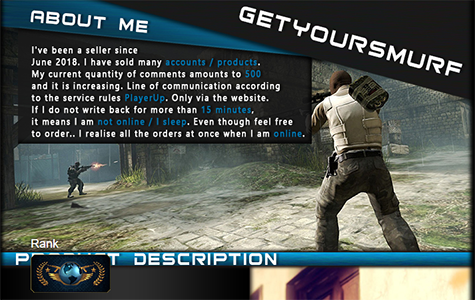 ABOUT ME
GETYOURSMURF
I've been a seller since
June 2018. I have sold many accounts / products.
My current quantity of comments amounts to 500
and it is increasing. Line of communication according
to the service rules PlayerUp. Only via the website.
If I do not write back for more than 15 minutes,
it means I am not online / I sleep. Even though feel free
to order.. I realise all the orders at once when I am online.
Rank
PRODUCT DESCRIPTION